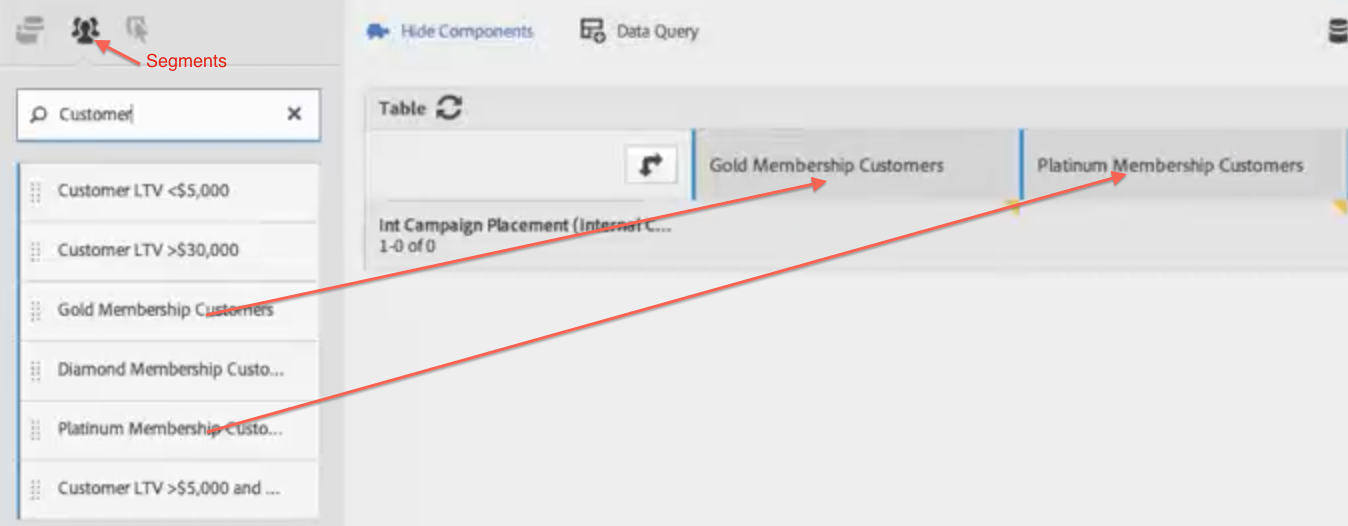 Segments
Hide Components
Data Query
Customer
Customer LTV <$5,000
Customer LTV >$30,000
Gold Membership Customers
Diamond Membership Custo...
Platinum Membership Custo...
Customer LTV >$5,000 and ...
Table
Gold Membership Customers
Platinum Membership Customers
Int Campaign Placement (Internal C...
1-0 of 0